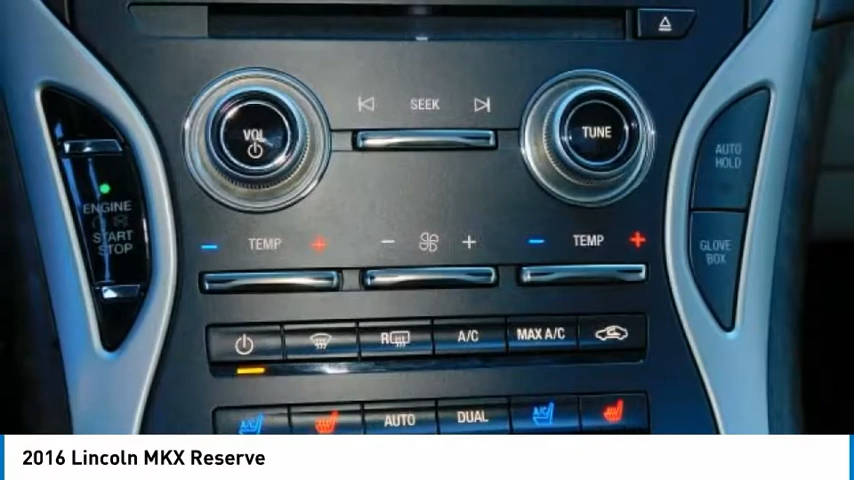 SEEK
VOL
TUNE
AUTO
HOLD
ENGINE
START
STOP
- TEMP +
- +
- TEMP +
GLOVE
BOX
R
A/C
MAX A/C
A/C
AUTO
DUAL
A/C
2016 Lincoln MKX Reserve